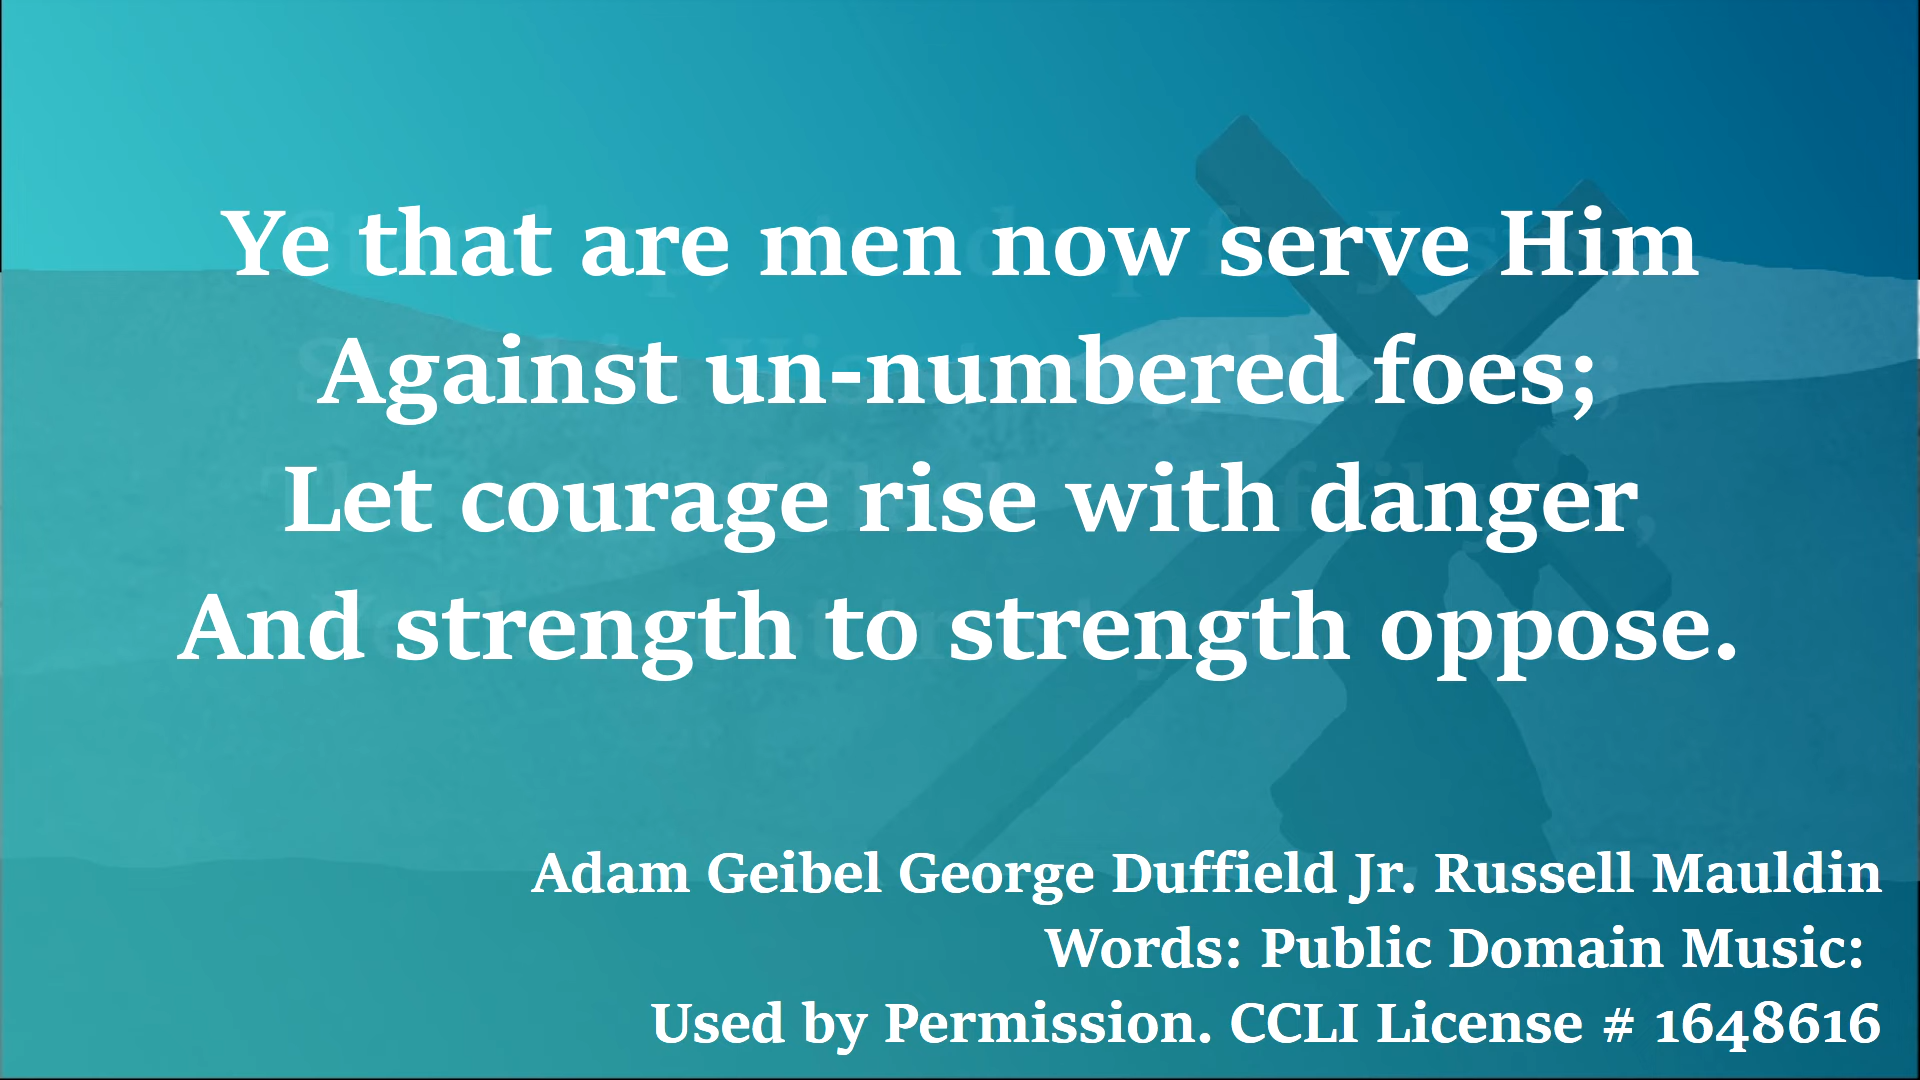 Ye that are men now serve Him
Against un-numbered foes;
Let courage rise with danger
And strength to strength oppose.
Adam Geibel George Duffield Jr. Russell Mauldin
Words: Public Domain Music:
Used by Permission. CCLI License # 1648616